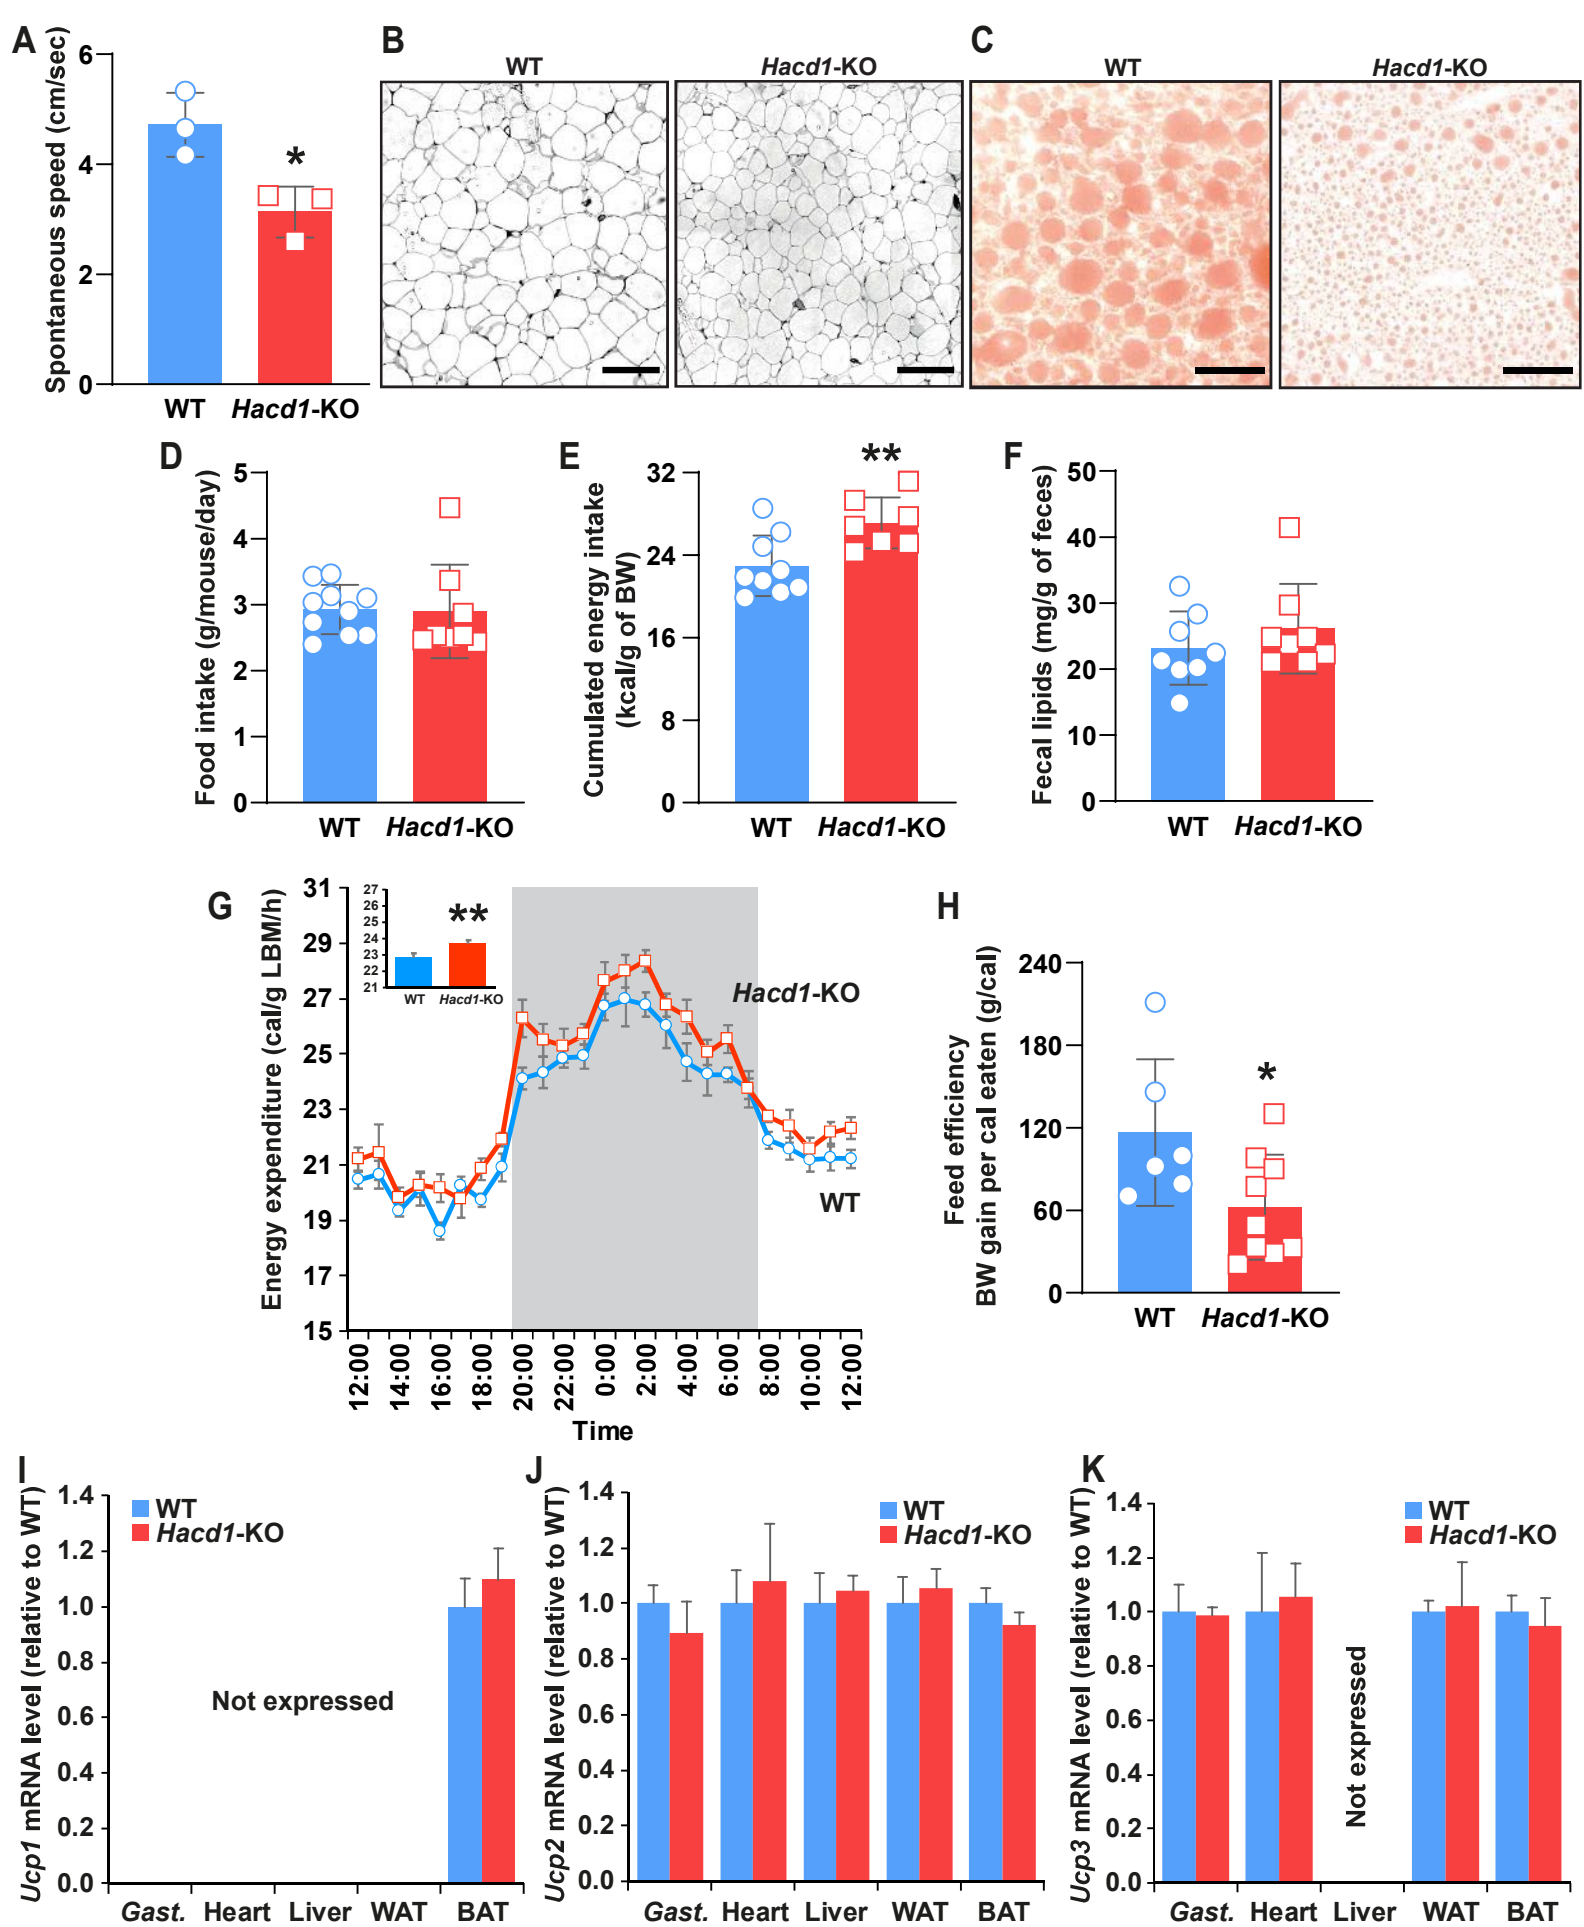 A
Spontaneous speed (cm/sec)
6
4
2
0
WT
Hacd1-KO
*
B
WT
Hacd1-KO
C
WT
Hacd1-KO
D
Food intake (g/mouse/day)
5
4
3
2
1
0
WT
Hacd1-KO
E
Cumulated energy intake
(kcal/g of BW)
32
24
16
8
0
**
WT
Hacd1-KO
F
Fecal lipids (mg/g of feces)
50
40
30
20
10
0
WT
Hacd1-KO
G
Energy expenditure (cal/g LBM/h)
31
29
27
25
23
21
19
17
15
27
26
25
24
23
22
21
**
WT
Hacd1-KO
Hacd1-KO
WT
12:00
14:00
16:00
18:00
20:00
22:00
0:00
2:00
4:00
6:00
8:00
10:00
12:00
Time
H
Feed efficiency
BW gain per cal eaten (g/cal)
240
180
120
60
0
*
WT
Hacd1-KO
I
Ucp1 mRNA level (relative to WT)
1.4
1.2
1.0
0.8
0.6
0.4
0.2
0.0
WT
Hacd1-KO
Not expressed
Gast.
Heart
Liver
WAT
BAT
J
Ucp2 mRNA level (relative to WT)
1.4
1.2
1.0
0.8
0.6
0.4
0.2
0.0
WT
Hacd1-KO
Gast.
Heart
Liver
WAT
BAT
K
Ucp3 mRNA level (relative to WT)
1.4
1.2
1.0
0.8
0.6
0.4
0.2
0.0
WT
Hacd1-KO
Not expressed
Gast.
Heart
Liver
WAT
BAT